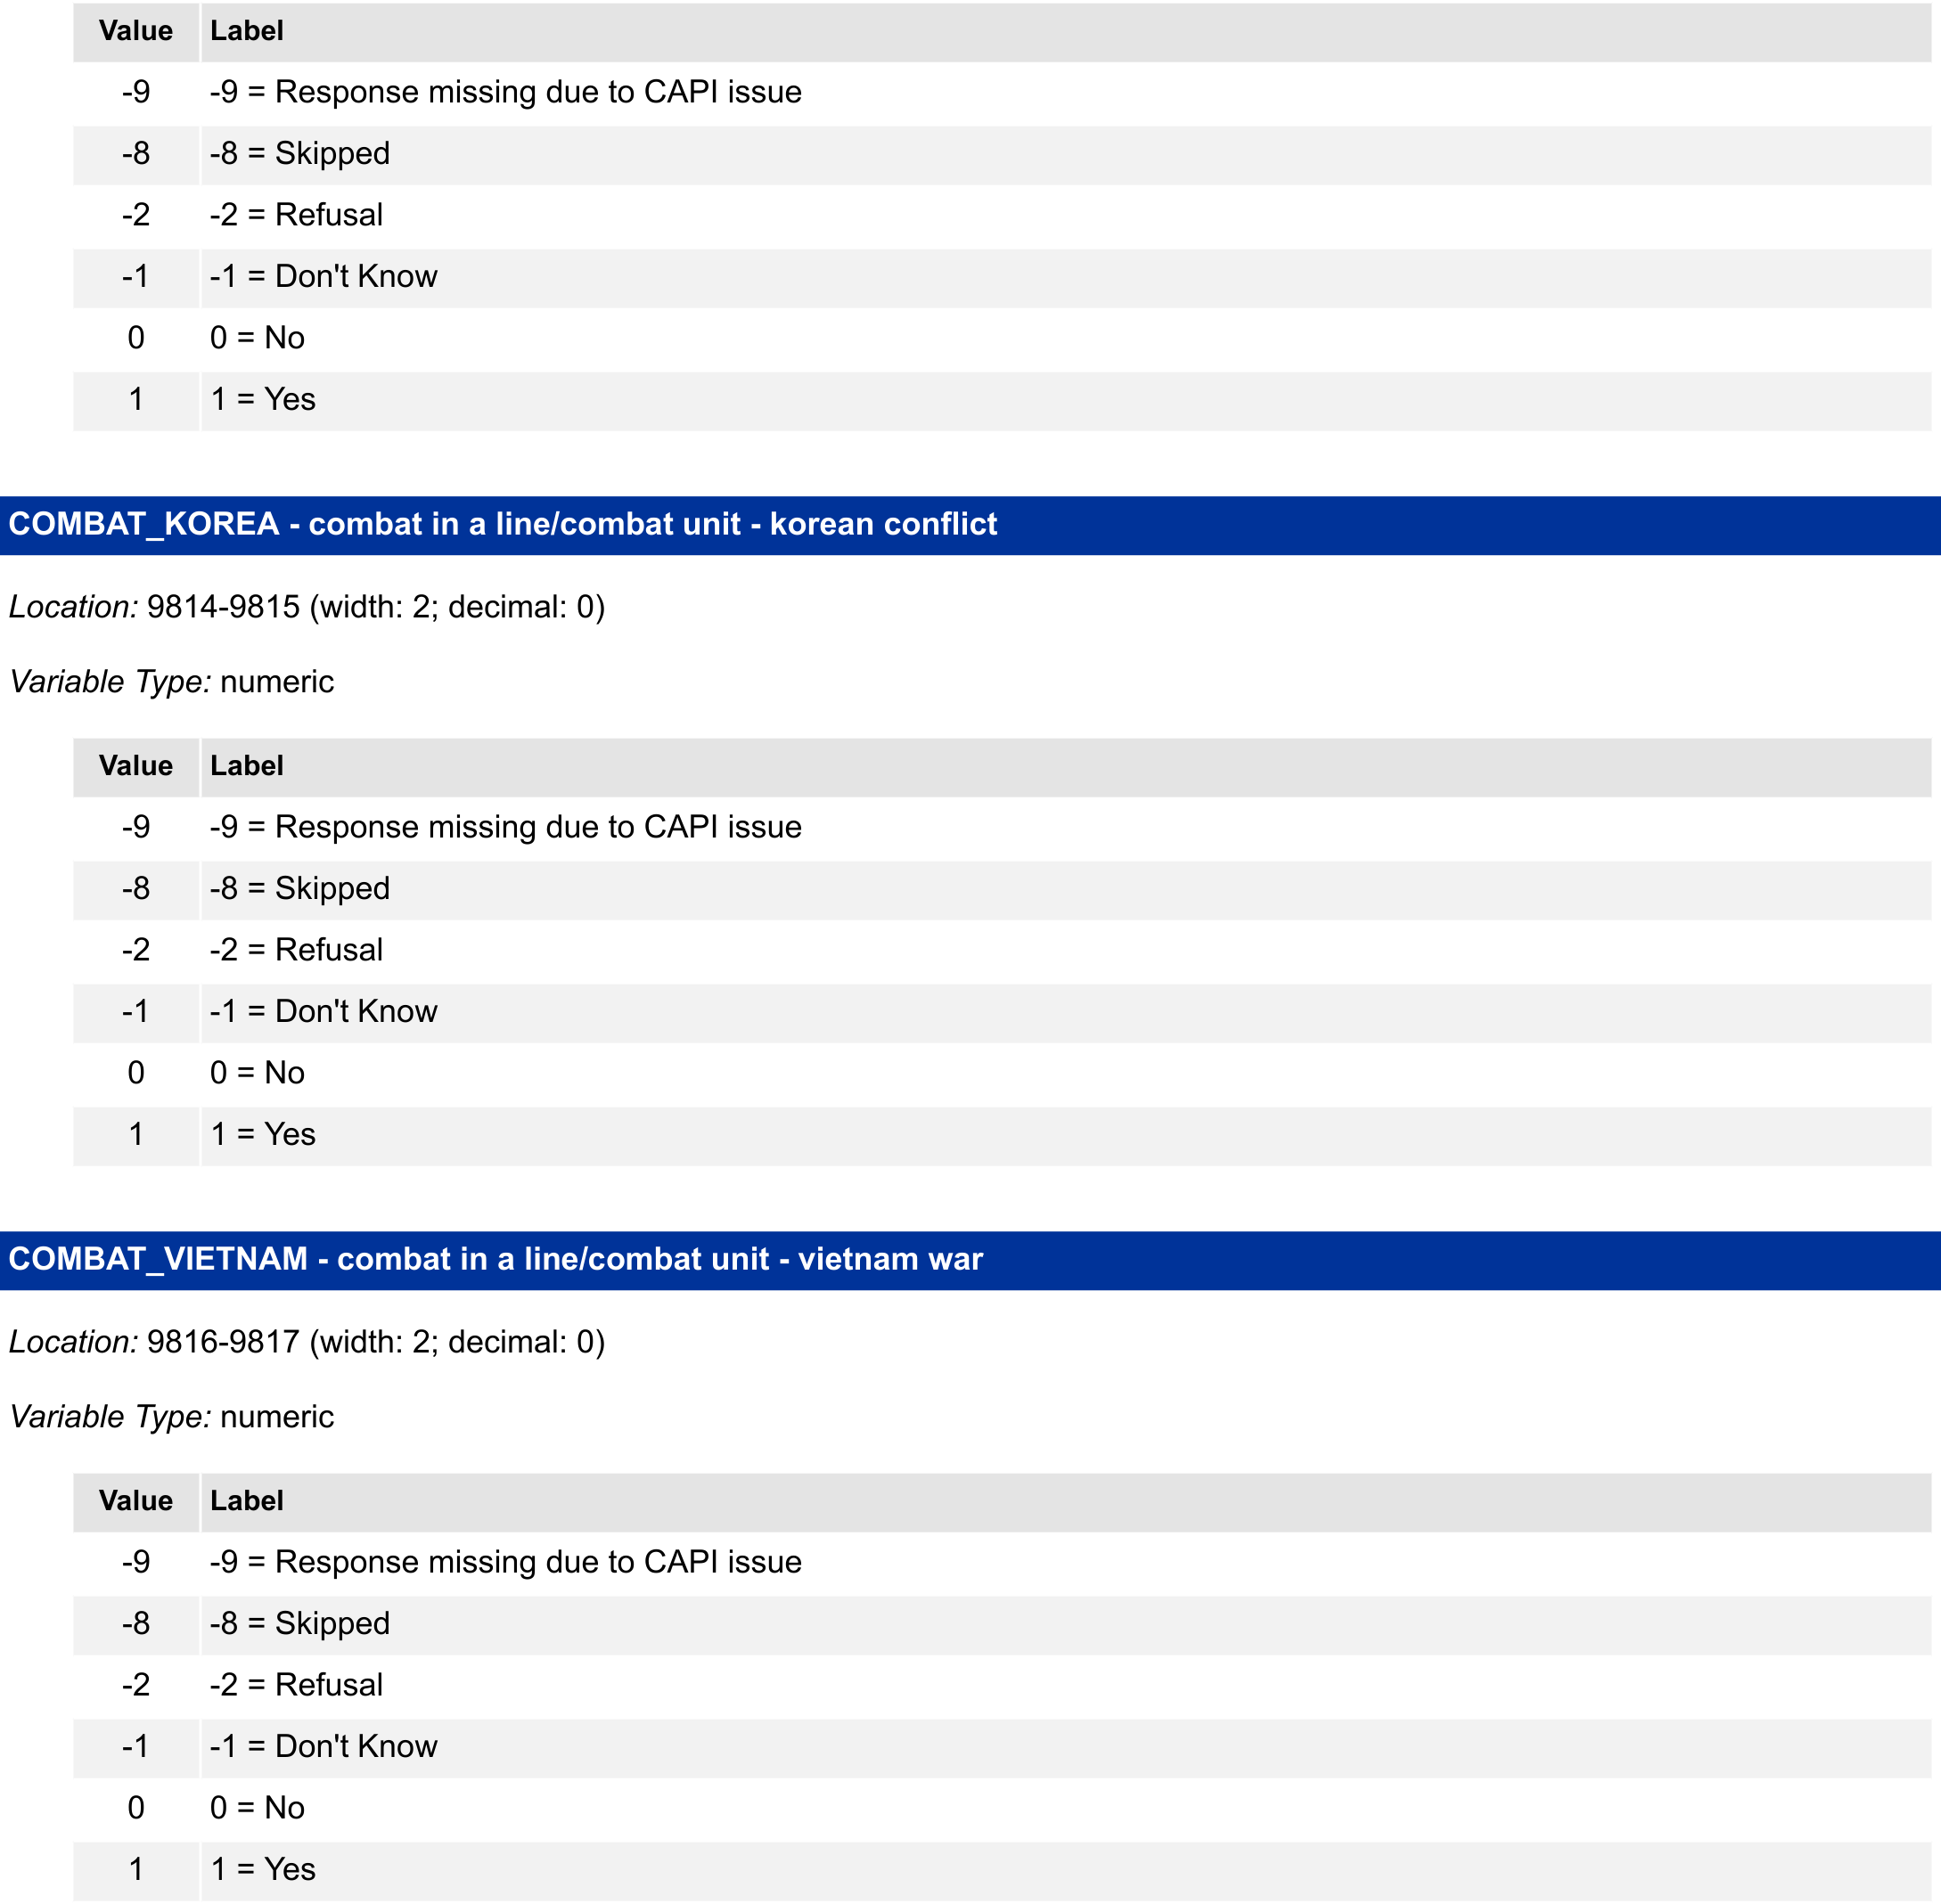 Value Label
-9 -9 = Response missing due to CAPI issue
-8 -8 = Skipped
-2 -2 = Refusal
-1 -1 = Don't Know
0 0 = No
1 1 = Yes
COMBAT_KOREA - combat in a line/combat unit - korean conflict
Location: 9814-9815 (width: 2; decimal: 0)
Variable Type: numeric
Value Label
-9 -9 = Response missing due to CAPI issue
-8 -8 = Skipped
-2 -2 = Refusal
-1 -1 = Don't Know
0 0 = No
1 1 = Yes
COMBAT_VIETNAM - combat in a line/combat unit - vietnam war
Location: 9816-9817 (width: 2; decimal: 0)
Variable Type: numeric
Value Label
-9 -9 = Response missing due to CAPI issue
-8 -8 = Skipped
-2 -2 = Refusal
-1 -1 = Don't Know
0 0 = No
1 1 = Yes